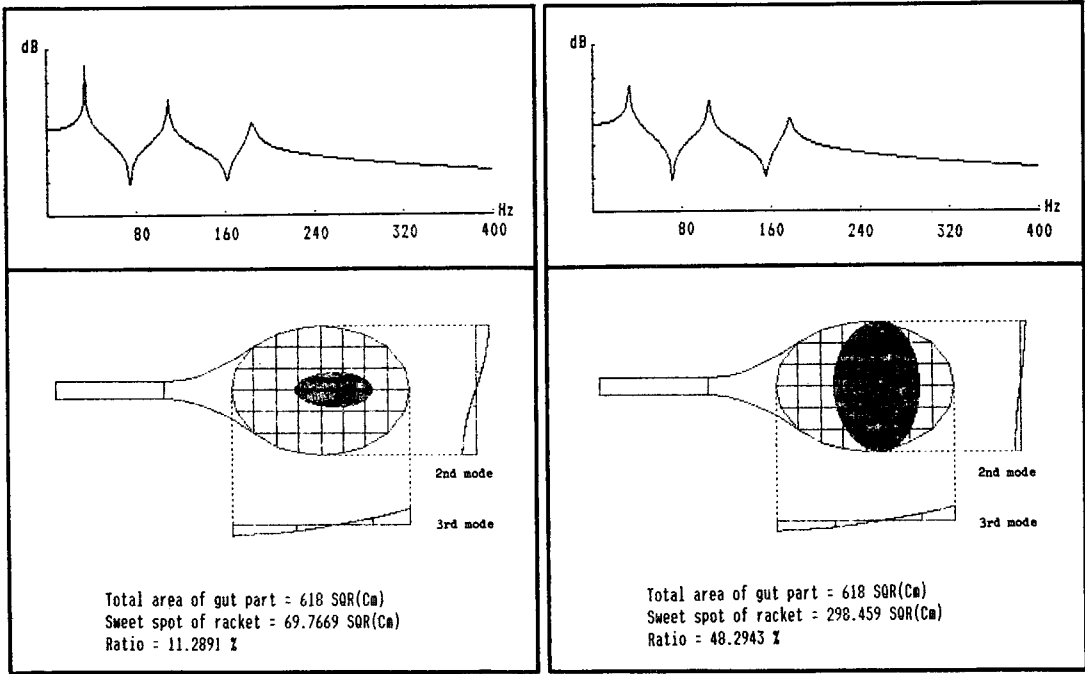 dB
Hz
80 160 240 320 400
2nd mode
3rd mode
Total area of gut part = 618 SQR(Cm)
Sweet spot of racket = 69.7669 SQR(Cm)
Ratio = 11.2891 %
dB
Hz
80 160 240 320 400
2nd mode
3rd mode
Total area of gut part = 618 SQR(Cm)
Sweet spot of racket = 298.459 SQR(Cm)
Ratio = 48.2943 %